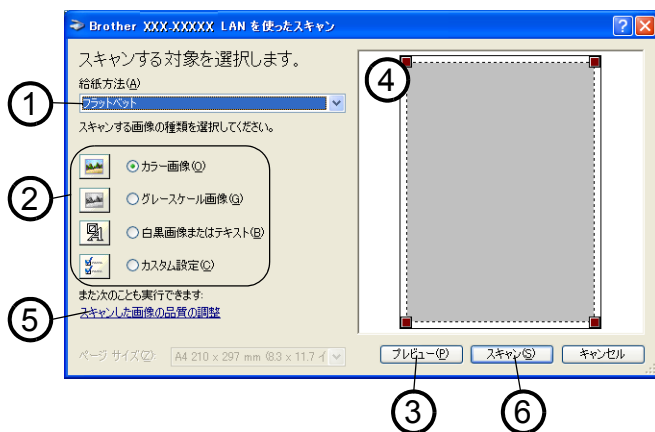 Brother XXX-XXXXX LAN を使ったスキャン
スキャンする対象を選択します。
給紙方法(A)
フラットベット
スキャンする画像の種類を選択してください。
カラー画像(O)
グレースケール画像(G)
白黒画像またはテキスト(B)
カスタム設定(C)
また次のことも実行できます:
スキャンした画像の品質の調整
ページ サイズ(Z):
A4 210 x 297 mm (8.3 x 11.7 イ
プレビュー(P)
スキャン(S)
キャンセル
1
2
3
4
5
6